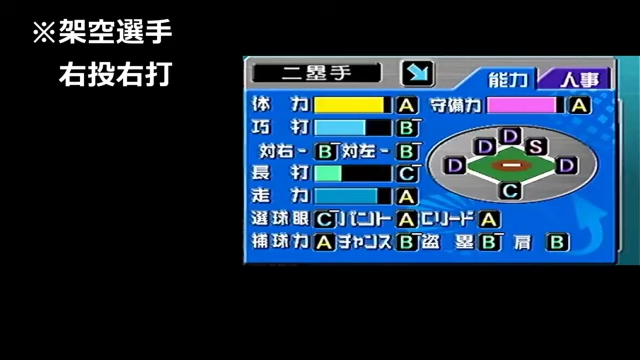 ※架空選手
右投右打
二塁手 能力 人事
体力 A 守備力 A
巧打 B-
対右- B- 対左- B-
長打 C-
走力 A
選球眼 C- バント A Cリード A
捕球力 A チャンス B- 盗塁 B- 肩 B
D
D S
D D
C